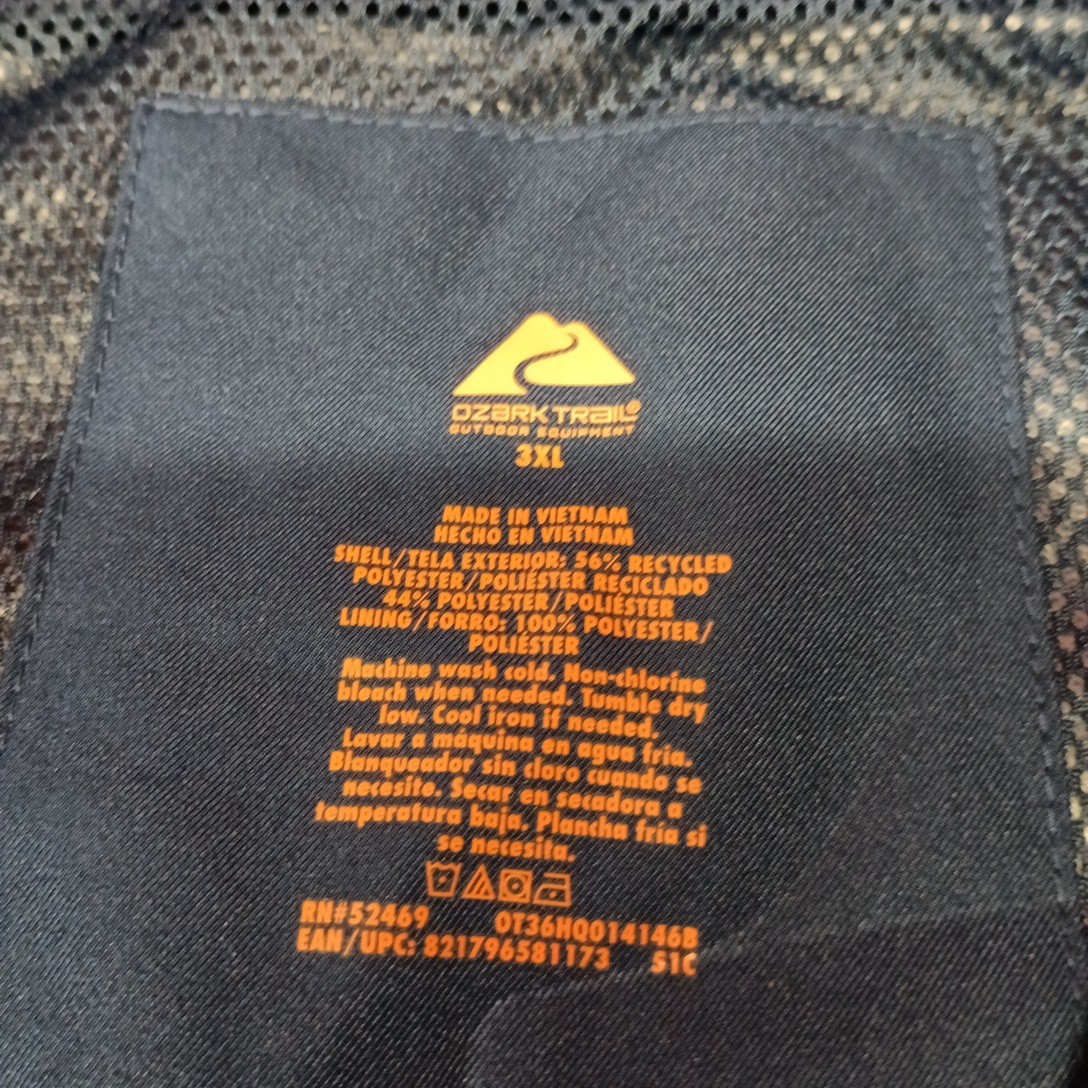 OZARK TRAIL
OUTDOOR EQUIPMENT
3XL
MADE IN VIETNAM
HECHO EN VIETNAM
SHELL/TELA EXTERIOR: 56% RECYCLED
POLYESTER/POLIÉSTER RECICLADO
44% POLYESTER/POLIÉSTER
LINING/FORRO: 100% POLYESTER/
POLIÉSTER
Machine wash cold. Non-chlorine
bleach when needed. Tumble dry
low. Cool iron if needed.
Lavar a máquina en agua fría.
Blanqueador sin cloro cuando se
necesite. Secar en secadora a
temperatura baja. Plancha fría si
se necesita.
RN#52469 OT36HQ014146B
EAN/UPC: 821796581173 51C